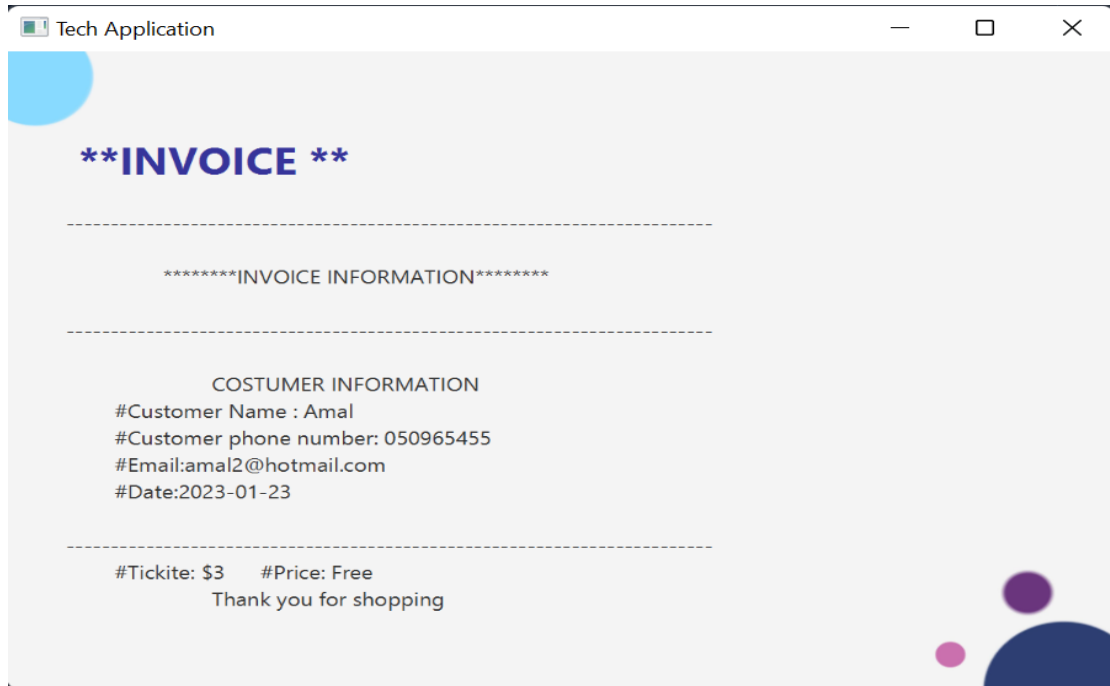 Tech Application
**INVOICE **
------------------------------------------------------------------------
********INVOICE INFORMATION********
------------------------------------------------------------------------
COSTUMER INFORMATION
#Customer Name : Amal
#Customer phone number: 050965455
#Email:amal2@hotmail.com
#Date:2023-01-23
------------------------------------------------------------------------
#Tickite: $3 #Price: Free
Thank you for shopping